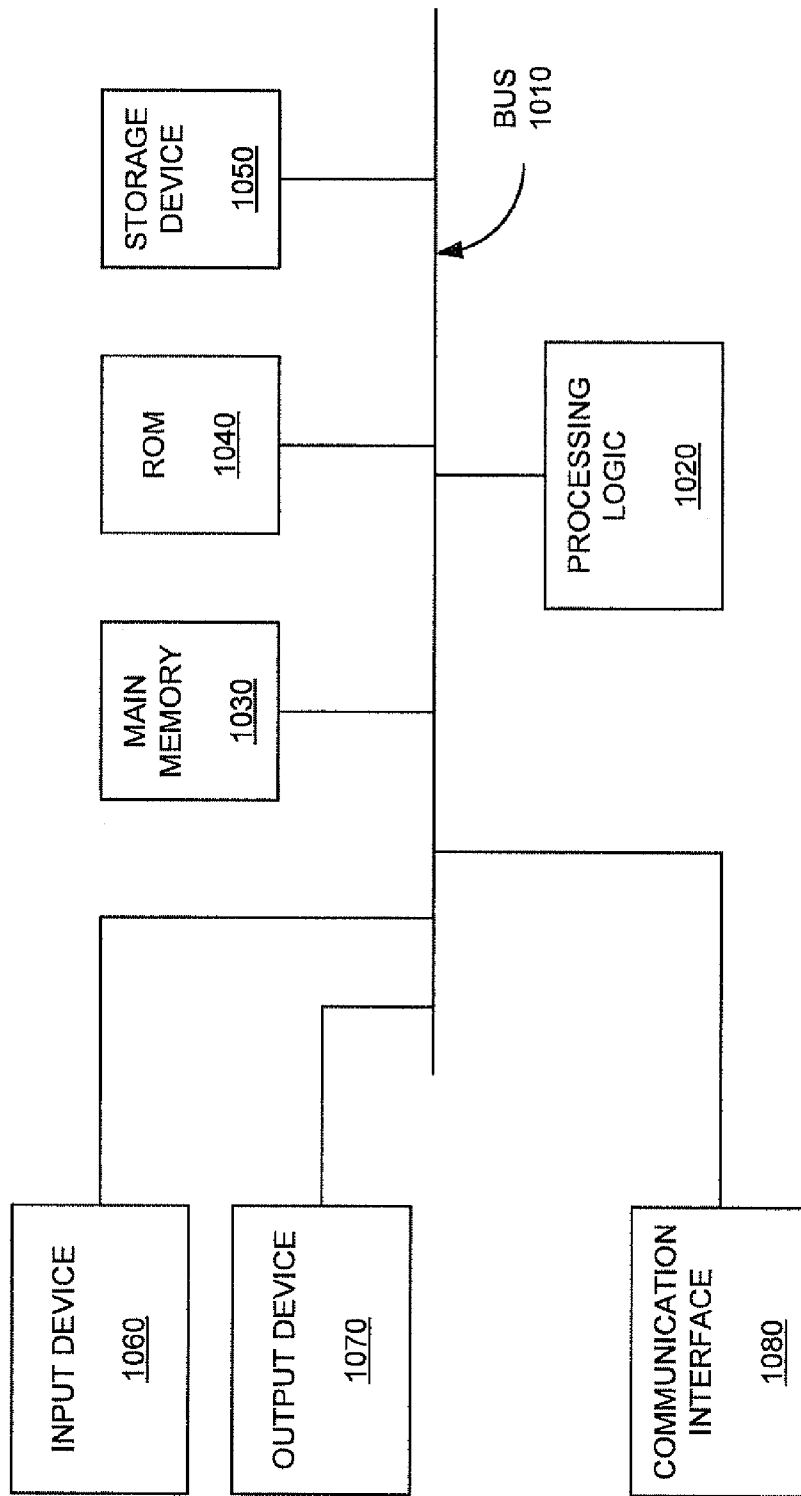 INPUT DEVICE
1060
OUTPUT DEVICE
1070
COMMUNICATION
INTERFACE
1080
MAIN
MEMORY
1030
ROM
1040
STORAGE
DEVICE
1050
PROCESSING
LOGIC
1020
BUS
1010